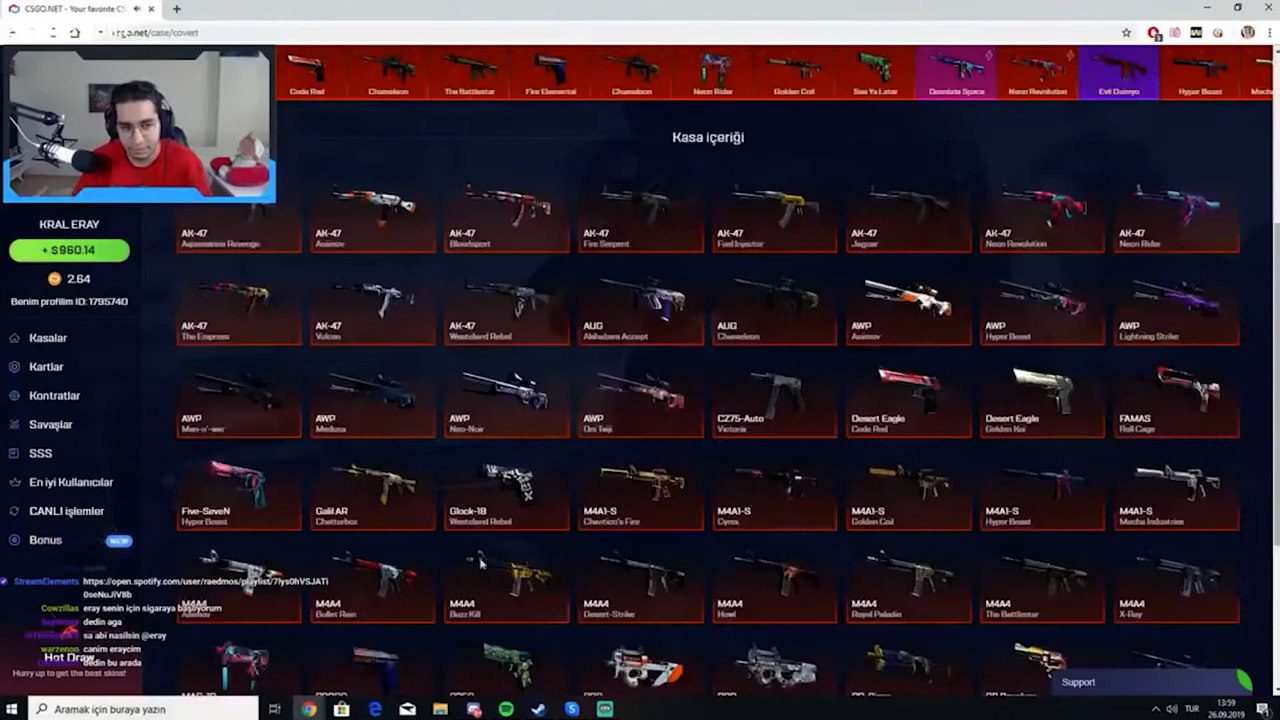 CSGO.NET - Your favorite CS
go.net/case/covert
Code Red
Chameleon
The Battlestar
Fire Elemental
Chameleon
Neon Rider
Golden Coil
See Ya Later
Desolate Space
Neon Revolution
Evil Daimyo
Hyper Beast
Mecha
Kasa içeriği
KRAL ERAY
+ $960.14
2.64
Benim profilim ID: 1795740
Kasalar
Kartlar
Kontratlar
Savaşlar
SSS
En iyi Kullanıcılar
CANLI işlemler
Bonus
NEW
AK-47
Aquamarine Revenge
AK-47
Asiimov
AK-47
Bloodsport
AK-47
Fire Serpent
AK-47
Fuel Injector
AK-47
Jaguar
AK-47
Neon Revolution
AK-47
Neon Rider
AK-47
The Empress
AK-47
Vulcan
AK-47
Wasteland Rebel
AUG
Akihabara Accept
AUG
Chameleon
AWP
Asiimov
AWP
Hyper Beast
AWP
Lightning Strike
AWP
Man-o'-war
AWP
Medusa
AWP
Neo-Noir
AWP
Oni Taiji
CZ75-Auto
Victoria
Desert Eagle
Code Red
Desert Eagle
Golden Koi
FAMAS
Roll Cage
Five-SeveN
Hyper Beast
Galil AR
Chatterbox
Glock-18
Wasteland Rebel
M4A1-S
Chantico's Fire
M4A1-S
Cyrex
M4A1-S
Golden Coil
M4A1-S
Hyper Beast
M4A1-S
Mecha Industries
M4A4
Asiimov
M4A4
Bullet Rain
M4A4
Buzz Kill
M4A4
Desert-Strike
M4A4
Howl
M4A4
Royal Paladin
M4A4
The Battlestar
M4A4
X-Ray
StreamElements https://open.spotify.com/user/raedmos/playlist/7lys0hVSJATi
0seNuJiV8b
Cowzillas eray senin için sigaraya başlıyorum
dedin aga
sa abi nasilsin @eray
warzenon canim eraycim
dedin bu arada
Hot Draw
Hurry up to get the best skins!
Support
Aramak için buraya yazın
TUR
13:59
26.09.2019